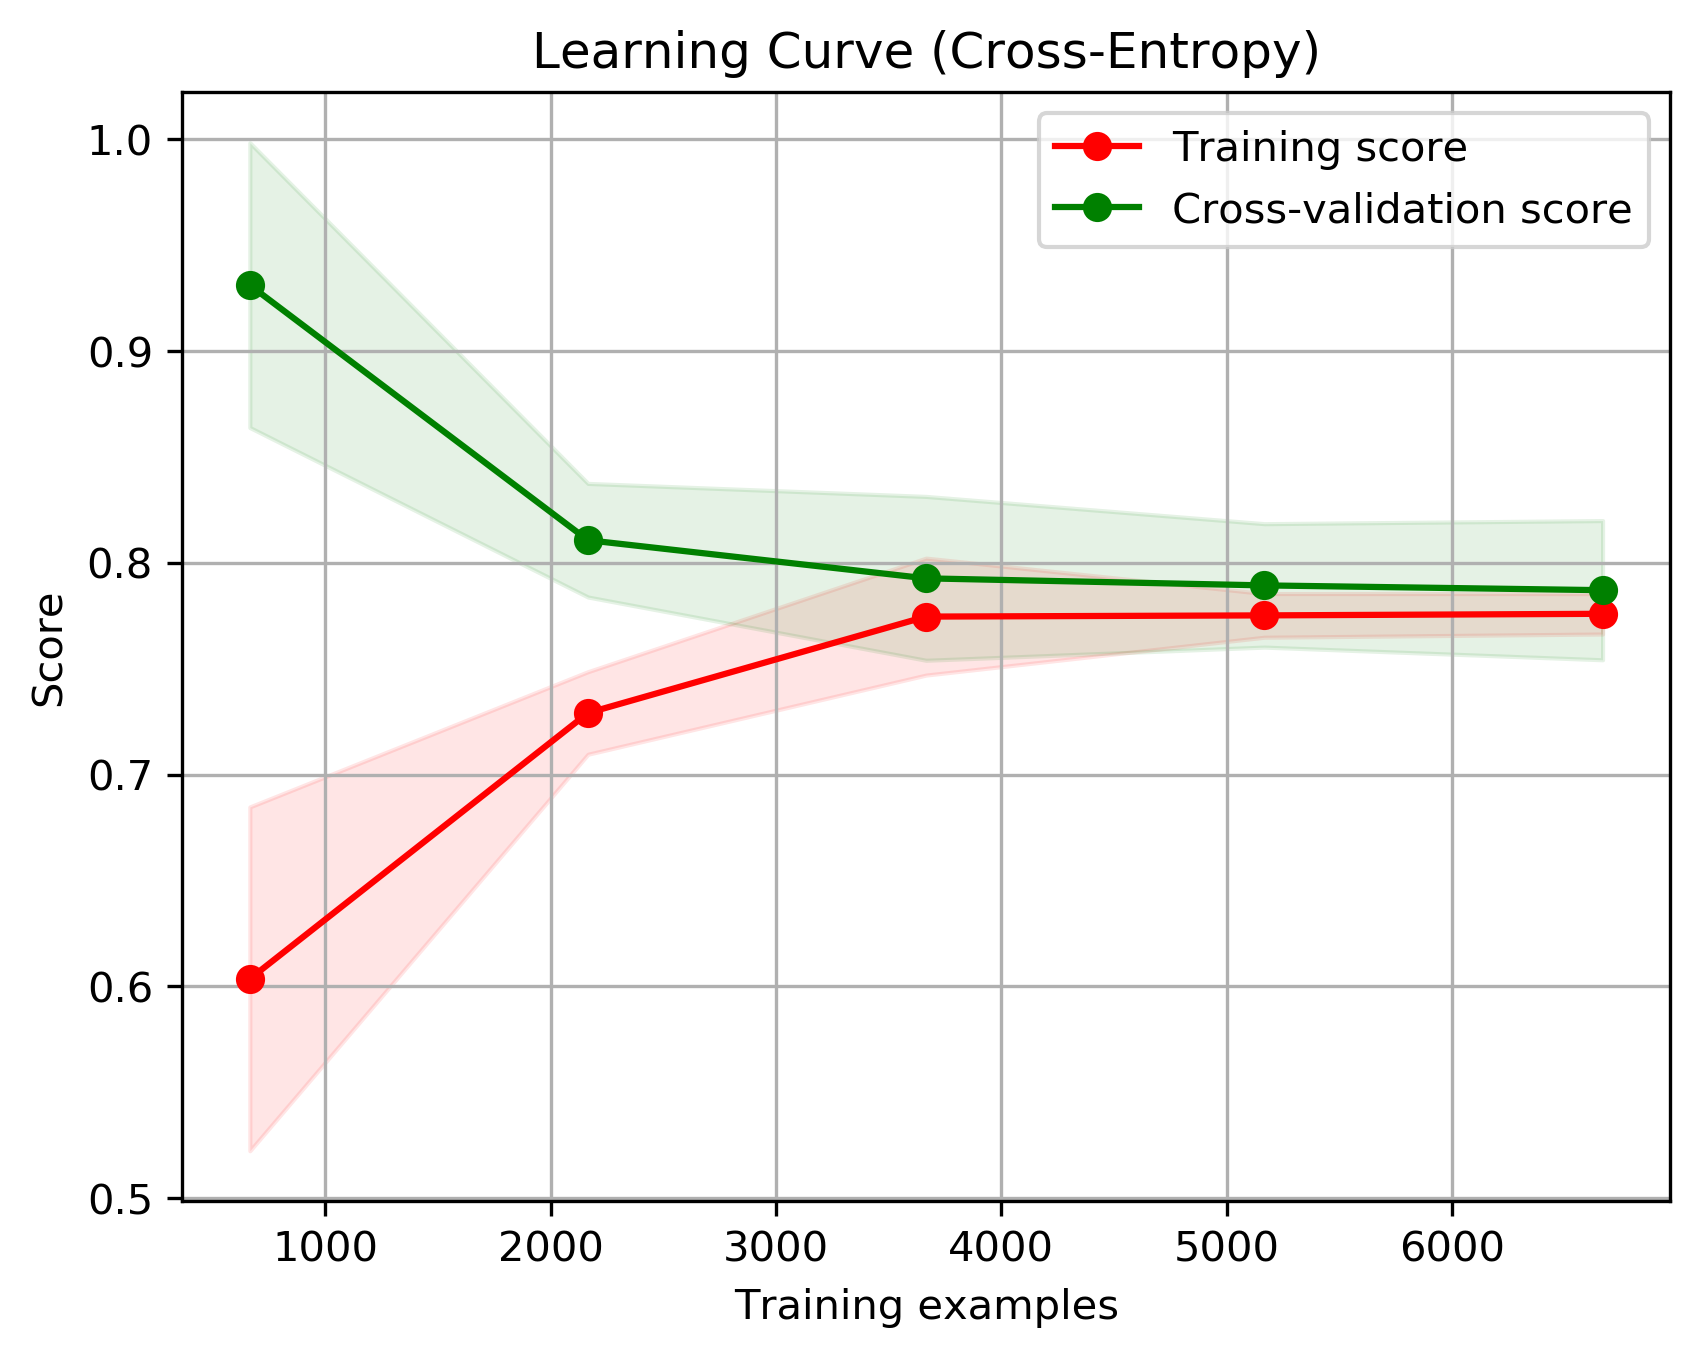 Learning Curve (Cross-Entropy)
Training score
Cross-validation score
1.0
0.9
0.8
0.7
0.6
0.5
Score
1000 2000 3000 4000 5000 6000
Training examples